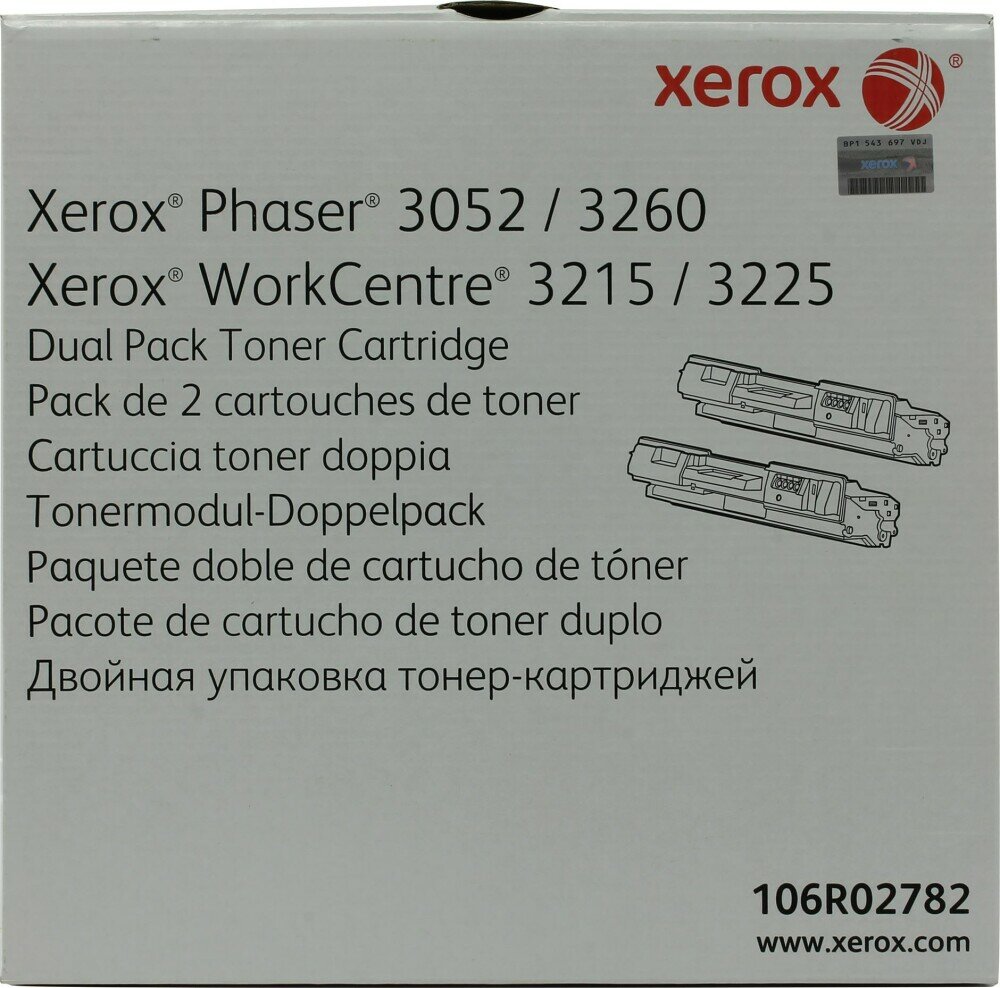 xerox ®
BP1 543 697 VDJ
xerox
Xerox® Phaser® 3052 / 3260
Xerox® WorkCentre® 3215 / 3225
Dual Pack Toner Cartridge
Pack de 2 cartouches de toner
Cartuccia toner doppia
Tonermodul-Doppelpack
Paquete doble de cartucho de tóner
Pacote de cartucho de toner duplo
Двойная упаковка тонер-картриджей
106R02782
www.xerox.com